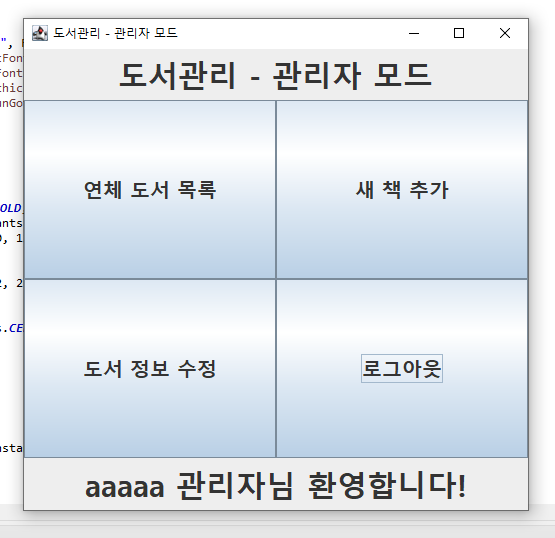 도서관리 - 관리자 모드
도서관리 - 관리자 모드
연체 도서 목록
새 책 추가
도서 정보 수정
로그아웃
aaaaa 관리자님 환영합니다!